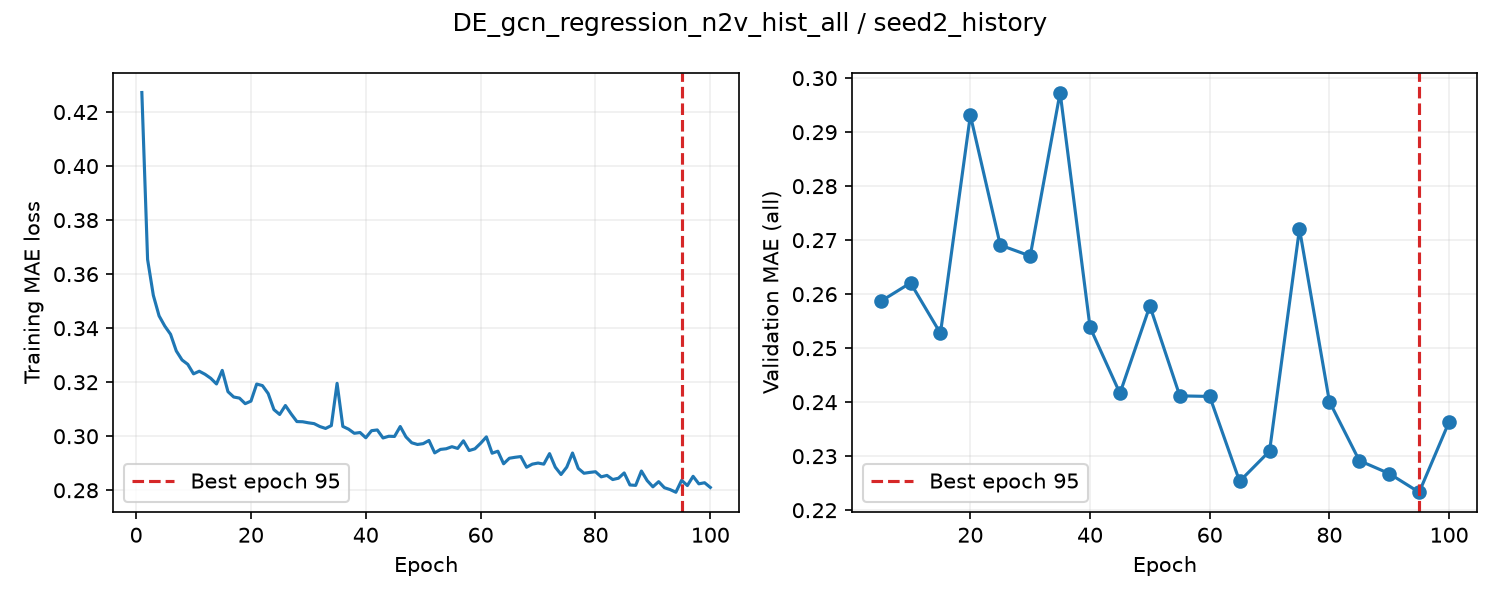 DE_gcn_regression_n2v_hist_all / seed2_history
Training MAE loss
0.42
0.40
0.38
0.36
0.34
0.32
0.30
0.28
Best epoch 95
0 20 40 60 80 100
Epoch
Validation MAE (all)
0.30
0.29
0.28
0.27
0.26
0.25
0.24
0.23
0.22
Best epoch 95
20 40 60 80 100
Epoch